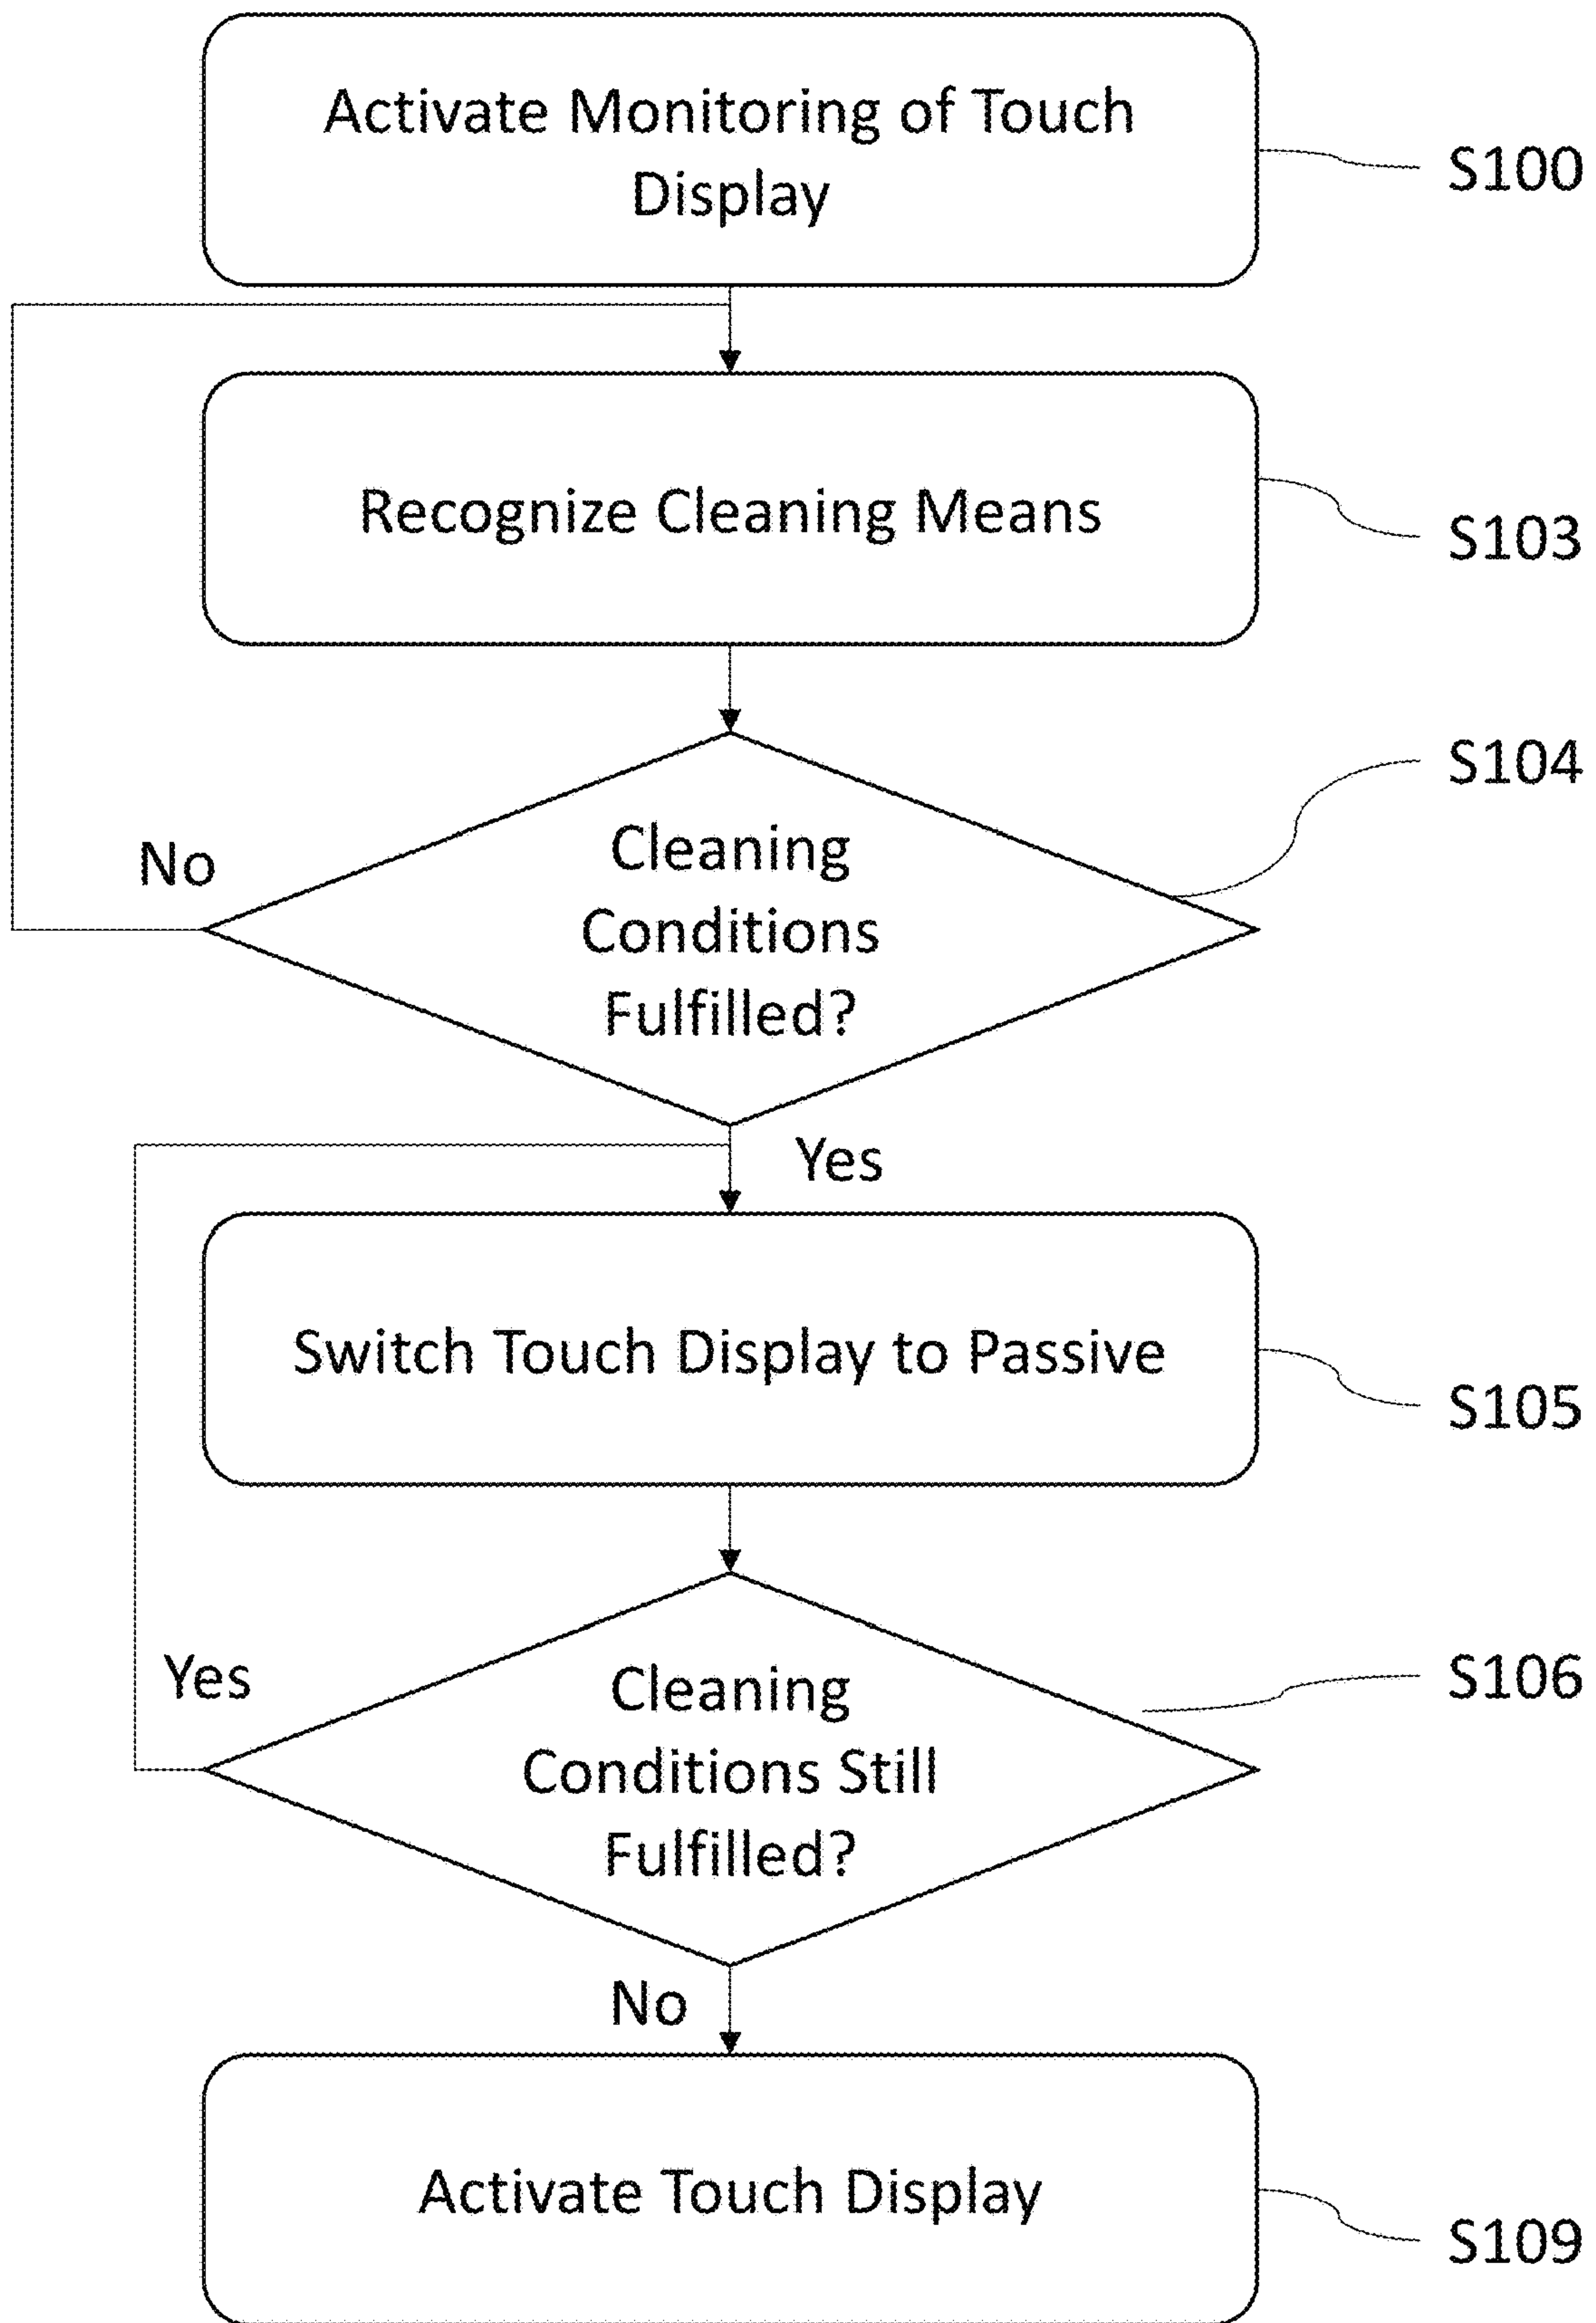 Activate Monitoring of Touch
Display
S100
Recognize Cleaning Means
S103
S104
Cleaning
Conditions
Fulfilled?
No
Yes
Switch Touch Display to Passive
S105
Cleaning
Conditions Still
Fulfilled?
Yes
S106
No
Activate Touch Display
S109